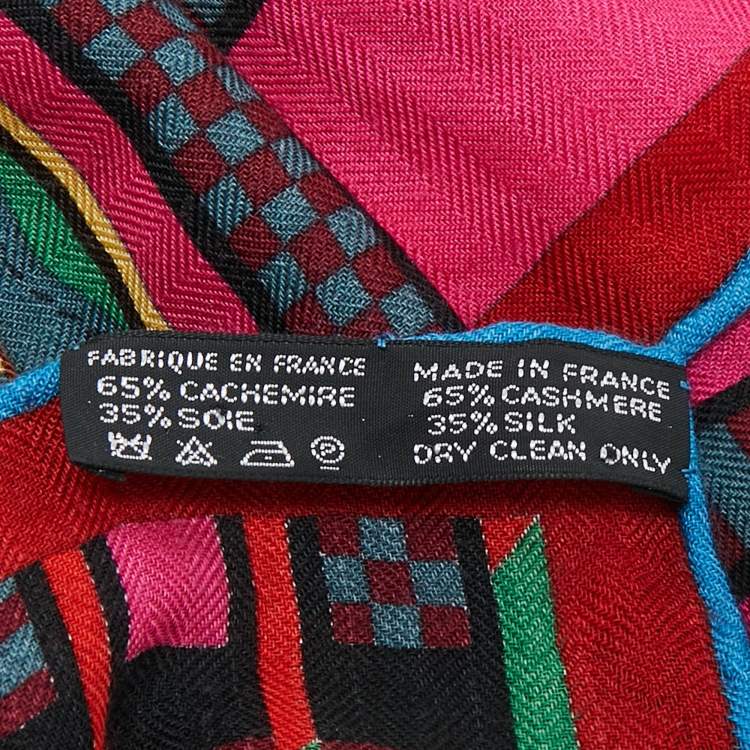 FABRIQUE EN FRANCE
65% CACHEMIRE
35% SOIE
P
MADE IN FRANCE
65% CASHMERE
35% SILK
DRY CLEAN ONLY